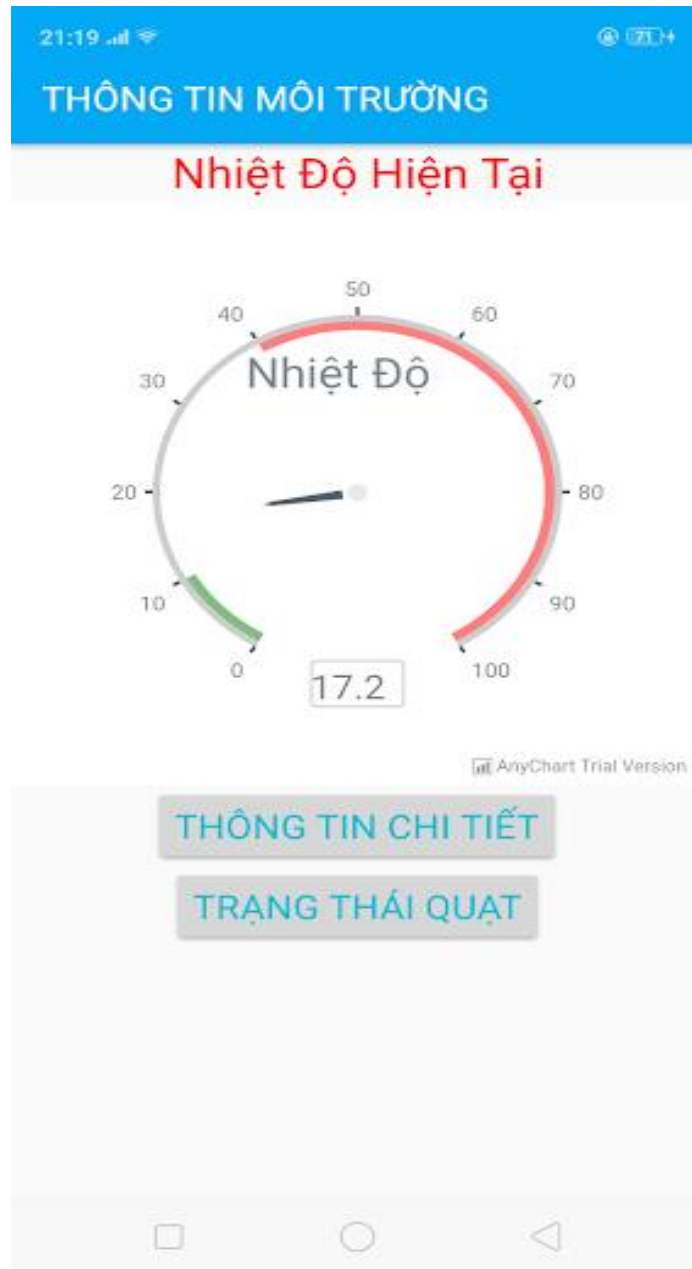 21:19
71
THÔNG TIN MÔI TRƯỜNG
Nhiệt Độ Hiện Tại
50
40
60
Nhiệt Độ
30
70
20
80
10
90
0
100
17.2
AnyChart Trial Version
THÔNG TIN CHI TIẾT
TRẠNG THÁI QUẠT